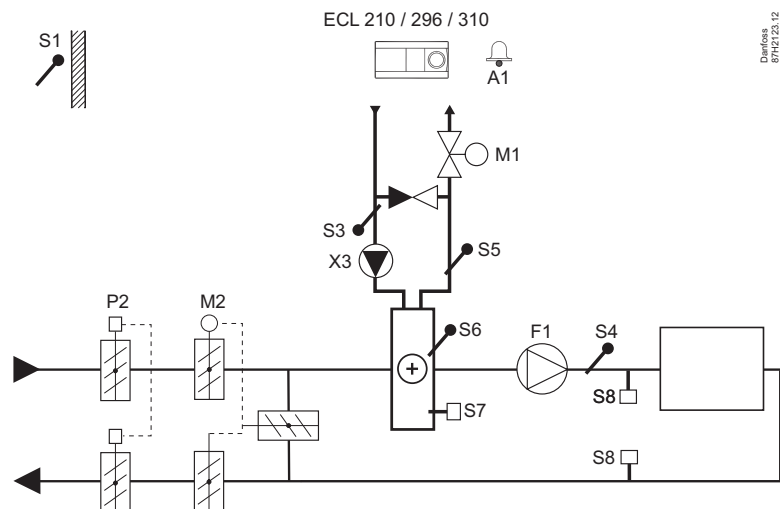 ECL 210 / 296 / 310
Danfoss
87H2123.12
S1
A1
M1
S3
S5
X3
P2
M2
S6
F1
S4
S8
S7
S8